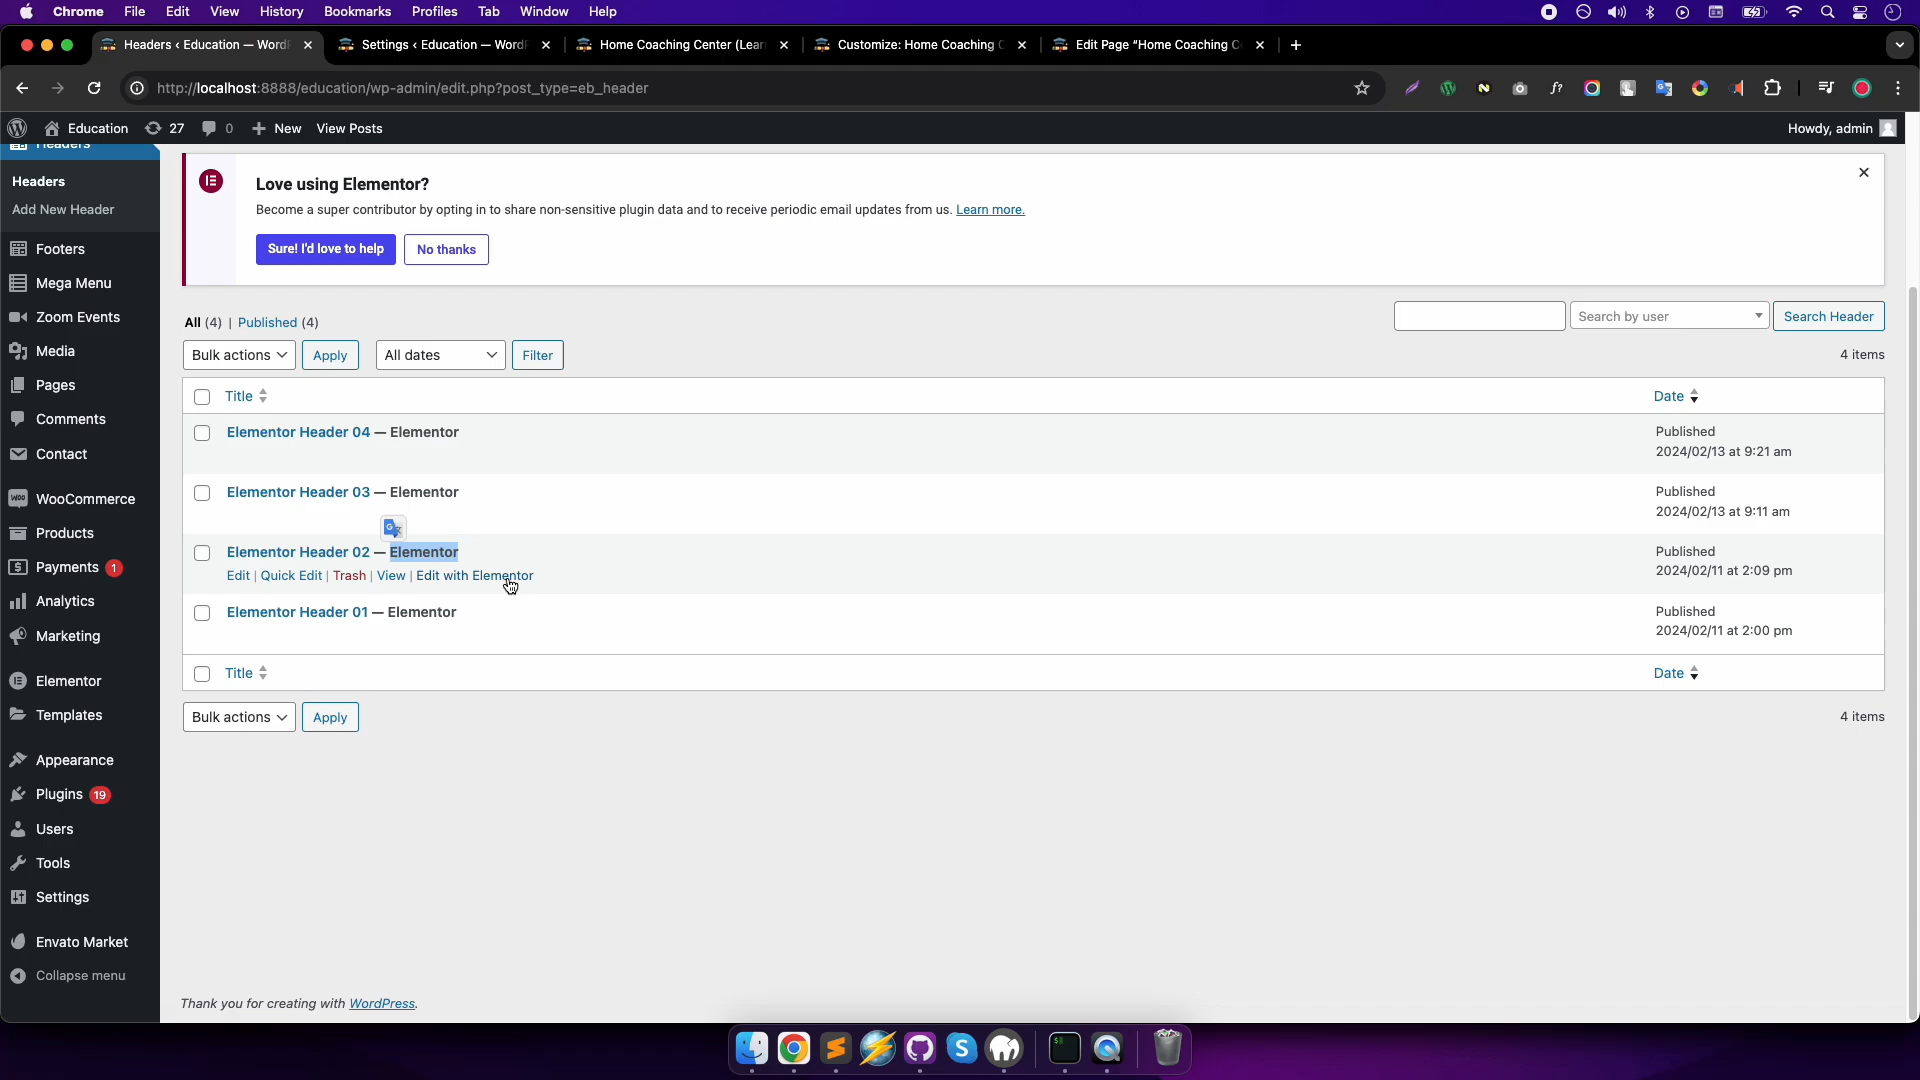 Chrome File Edit View History Bookmarks Profiles Tab Window Help
Headers ‹ Education — WordP
Settings ‹ Education — WordP
Home Coaching Center (Lear
Customize: Home Coaching C
Edit Page “Home Coaching C
http://localhost:8888/education/wp-admin/edit.php?post_type=eb_header
Education 27 0 New View Posts Howdy, admin
Headers
Headers
Add New Header
Footers
Mega Menu
Zoom Events
Media
Pages
Comments
Contact
WooCommerce
Products
Payments 1
Analytics
Marketing
Elementor
Templates
Appearance
Plugins 19
Users
Tools
Settings
Envato Market
Collapse menu
Love using Elementor?
Become a super contributor by opting in to share non-sensitive plugin data and to receive periodic email updates from us. Learn more.
Sure! I'd love to help No thanks
All (4) | Published (4)
Search by user Search Header
Bulk actions Apply All dates Filter 4 items
Title Date
Elementor Header 04 — Elementor
Published
2024/02/13 at 9:21 am
Elementor Header 03 — Elementor
Published
2024/02/13 at 9:11 am
Elementor Header 02 — Elementor
Edit | Quick Edit | Trash | View | Edit with Elementor
Published
2024/02/11 at 2:09 pm
Elementor Header 01 — Elementor
Published
2024/02/11 at 2:00 pm
Title Date
Bulk actions Apply 4 items
Thank you for creating with WordPress.